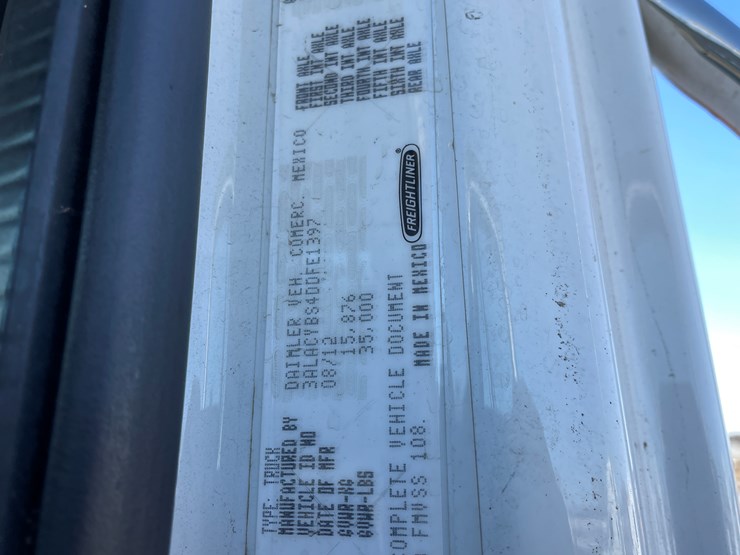 TYPE: TRUCK
MANUFACTURED BY DAIMLER VEH. COMERC. MEXICO
VEHICLE ID NO 3ALACYBS4DDFE1397
DATE OF MFR 08/12
GVWR-KG 15,876
GVWR-LBS 35,000
OMPLETE VEHICLE DOCUMENT
FMVSS 108.
MADE IN MEXICO
FREIGHTLINER
FRONT AXLE
FIRST INT AXLE
SECOND INT AXLE
THIRD INT AXLE
FOURTH INT AXLE
FIFTH INT AXLE
SIXTH INT AXLE
REAR AXLE